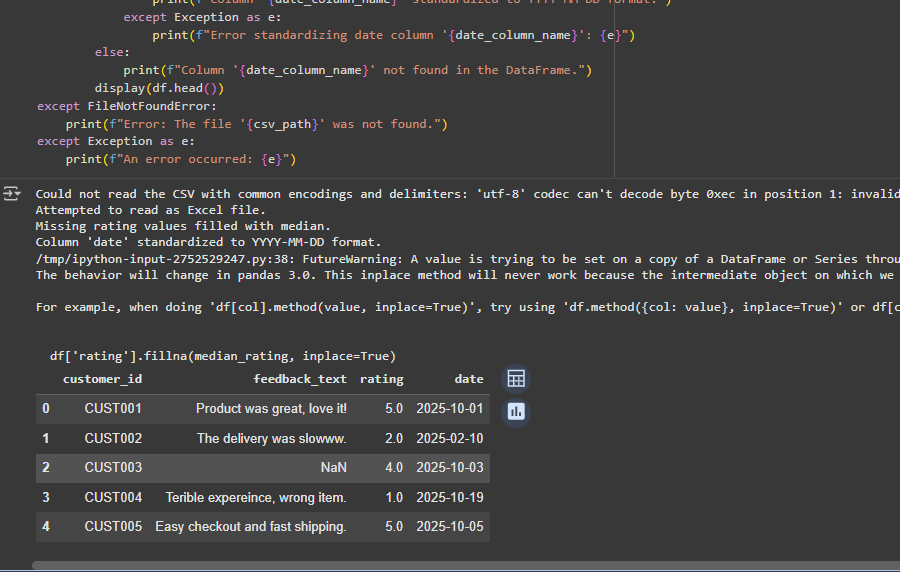 print(f"Column '{date_column_name}' standardized to YYYY-MM-DD format.")
except Exception as e:
print(f"Error standardizing date column '{date_column_name}': {e}")
else:
print(f"Column '{date_column_name}' not found in the DataFrame.")
display(df.head())
except FileNotFoundError:
print(f"Error: The file '{csv_path}' was not found.")
except Exception as e:
print(f"An error occurred: {e}")
Could not read the CSV with common encodings and delimiters: 'utf-8' codec can't decode byte 0xec in position 1: invalid
Attempted to read as Excel file.
Missing rating values filled with median.
Column 'date' standardized to YYYY-MM-DD format.
/tmp/ipython-input-2752529247.py:38: FutureWarning: A value is trying to be set on a copy of a DataFrame or Series throu
The behavior will change in pandas 3.0. This inplace method will never work because the intermediate object on which we
For example, when doing 'df[col].method(value, inplace=True)', try using 'df.method({col: value}, inplace=True)' or df[c
df['rating'].fillna(median_rating, inplace=True)
customer_id feedback_text rating date
0 CUST001 Product was great, love it! 5.0 2025-10-01
1 CUST002 The delivery was slowww. 2.0 2025-02-10
2 CUST003 NaN 4.0 2025-10-03
3 CUST004 Terible expereince, wrong item. 1.0 2025-10-19
4 CUST005 Easy checkout and fast shipping. 5.0 2025-10-05